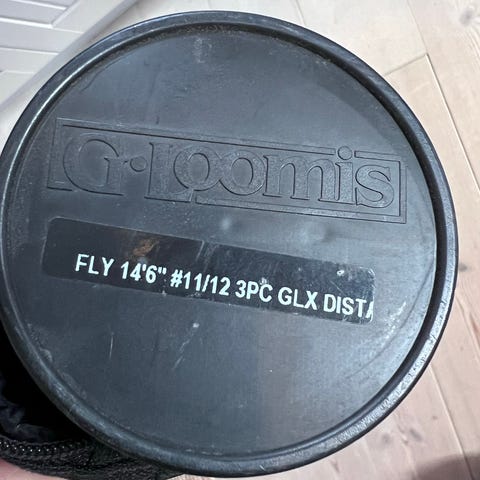 G·Loomis
FLY 14'6" #11/12 3PC GLX DISTA